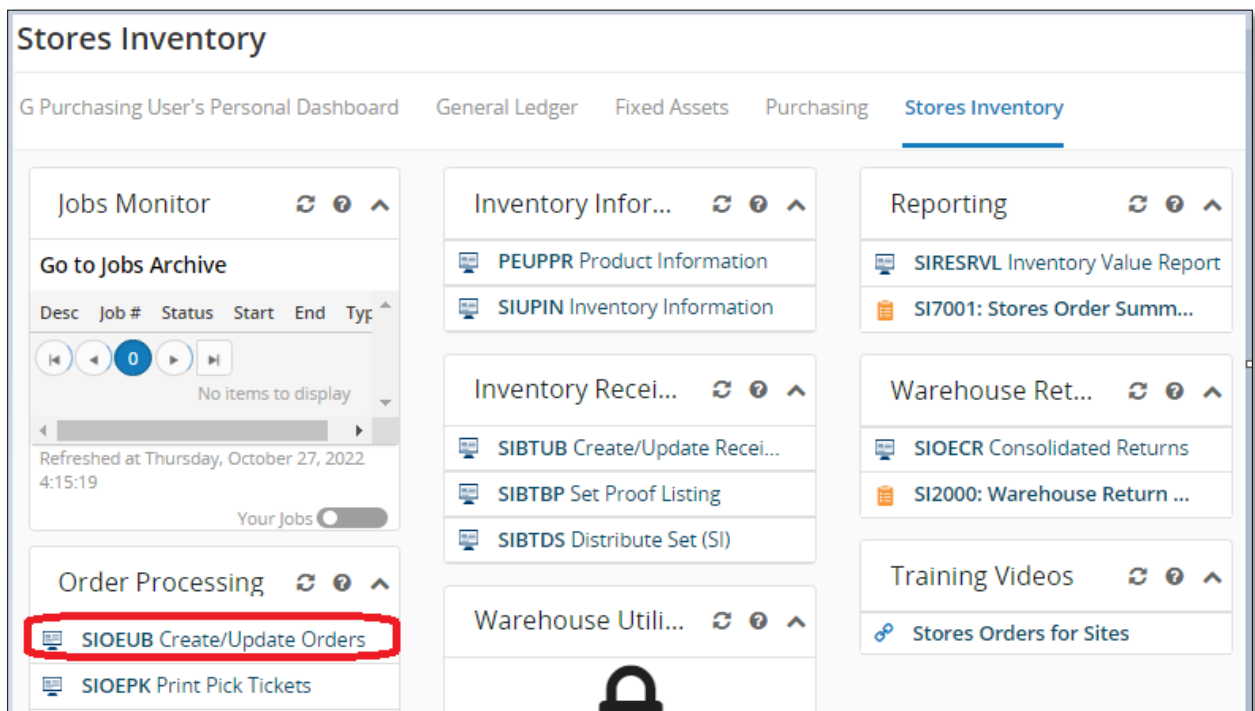 Stores Inventory
G Purchasing User's Personal Dashboard General Ledger Fixed Assets Purchasing Stores Inventory
Jobs Monitor
Go to Jobs Archive
Desc Job # Status Start End Typ
0
No items to display
Refreshed at Thursday, October 27, 2022
4:15:19
Your Jobs
Order Processing
SIOEUB Create/Update Orders
SIOEPK Print Pick Tickets
Inventory Infor...
PEUPPR Product Information
SIUPIN Inventory Information
Inventory Recei...
SIBTUB Create/Update Recei...
SIBTBP Set Proof Listing
SIBTDS Distribute Set (SI)
Warehouse Utili...
Reporting
SIRESRVL Inventory Value Report
SI7001: Stores Order Summ...
Warehouse Ret...
SIOECR Consolidated Returns
SI2000: Warehouse Return ...
Training Videos
Stores Orders for Sites